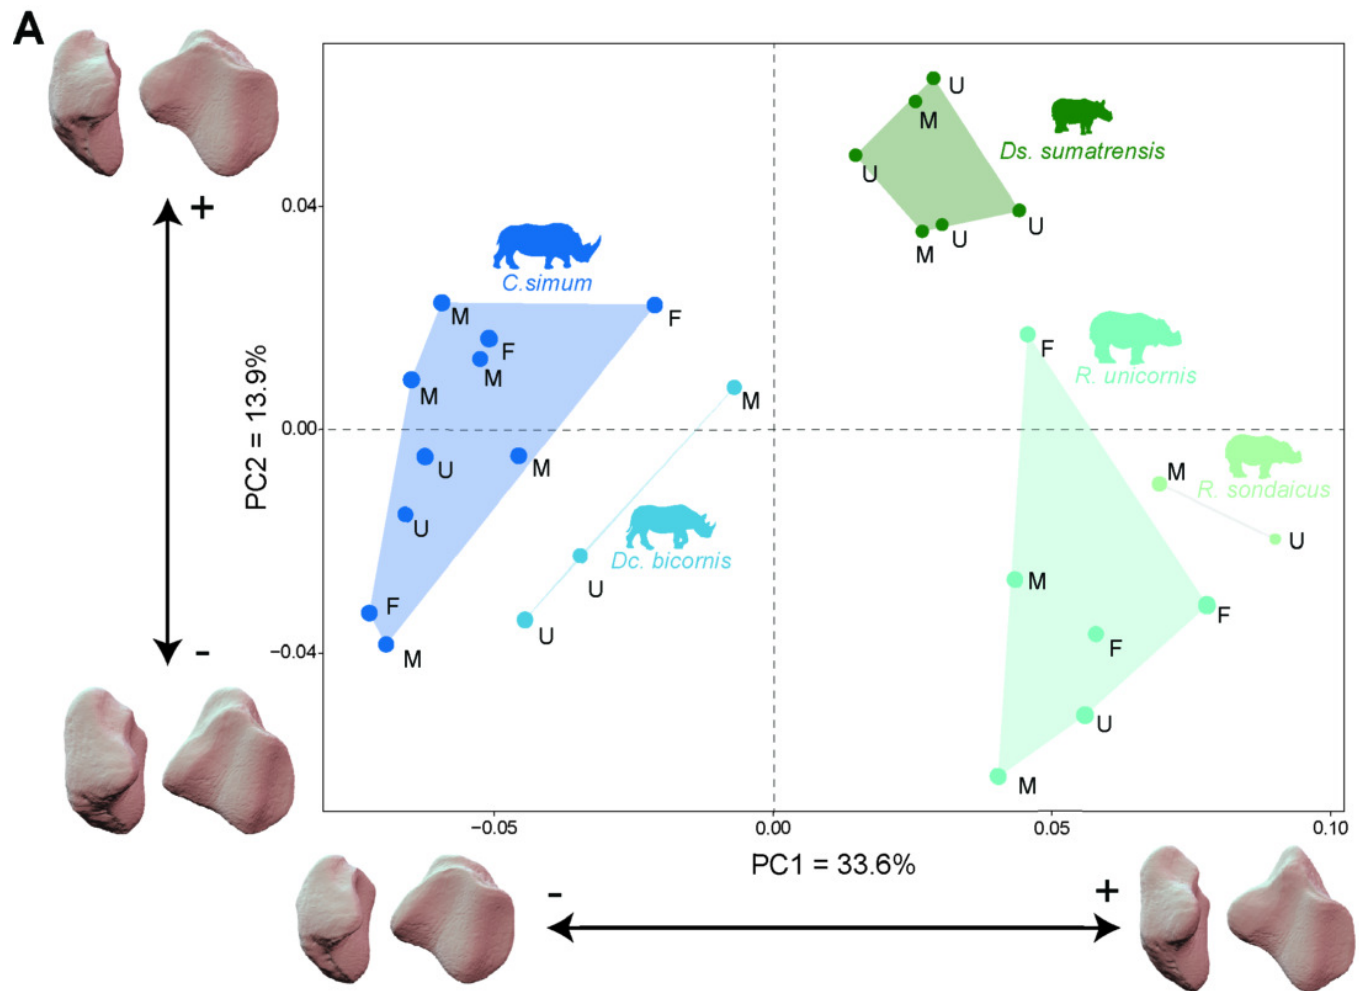 A
U
M
Ds. sumatrensis
U
+
0.04
U
M
U
C.simum
M
F
F
M
R. unicornis
F
M
M
PC2 = 13.9%
0.00
M
U
M
R. sondaicus
U
U
Dc. bicornis
U
M
F
F
U
M
F
-
−0.04
U
M
−0.05
0.00
0.05
0.10
PC1 = 33.6%
-
+